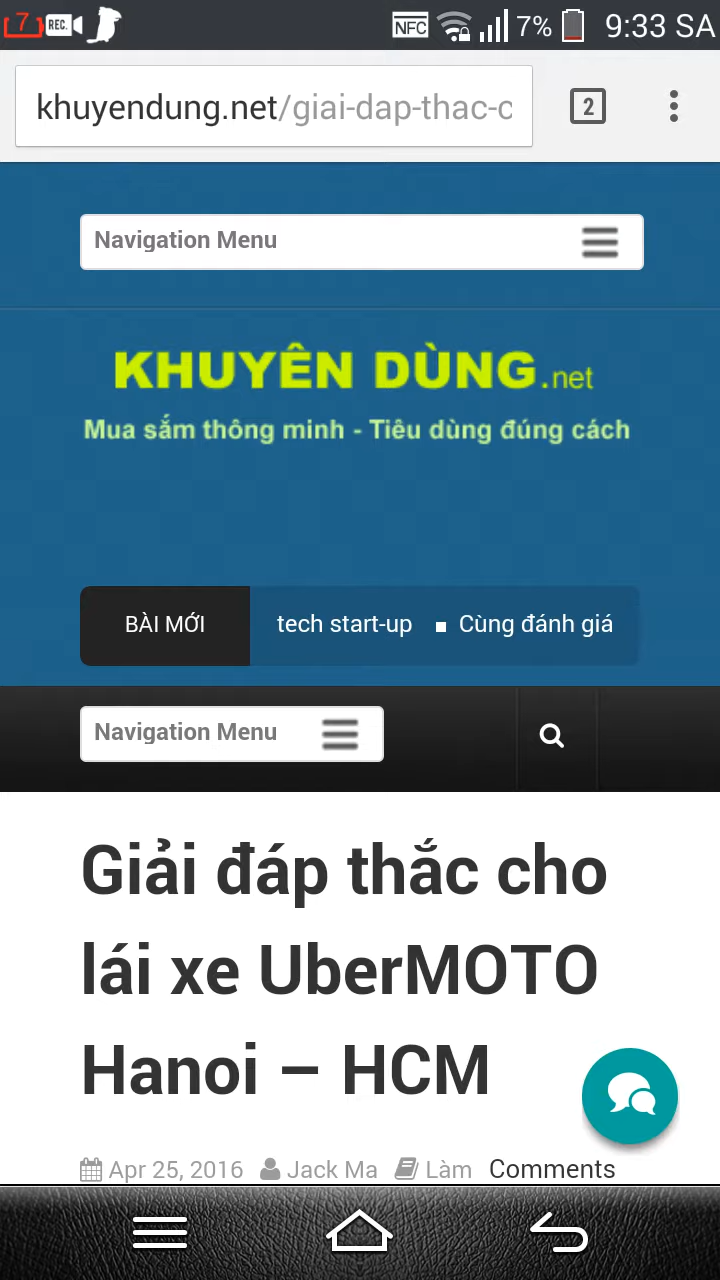 7 REC. NFC 7% 9:33 SA
khuyendung.net/giai-dap-thac-c 2
Navigation Menu
KHUYÊN DÙNG.net
Mua sắm thông minh - Tiêu dùng đúng cách
BÀI MỚI tech start-up Cùng đánh giá
Navigation Menu
Giải đáp thắc cho
lái xe UberMOTO
Hanoi – HCM
Apr 25, 2016 Jack Ma Làm Comments